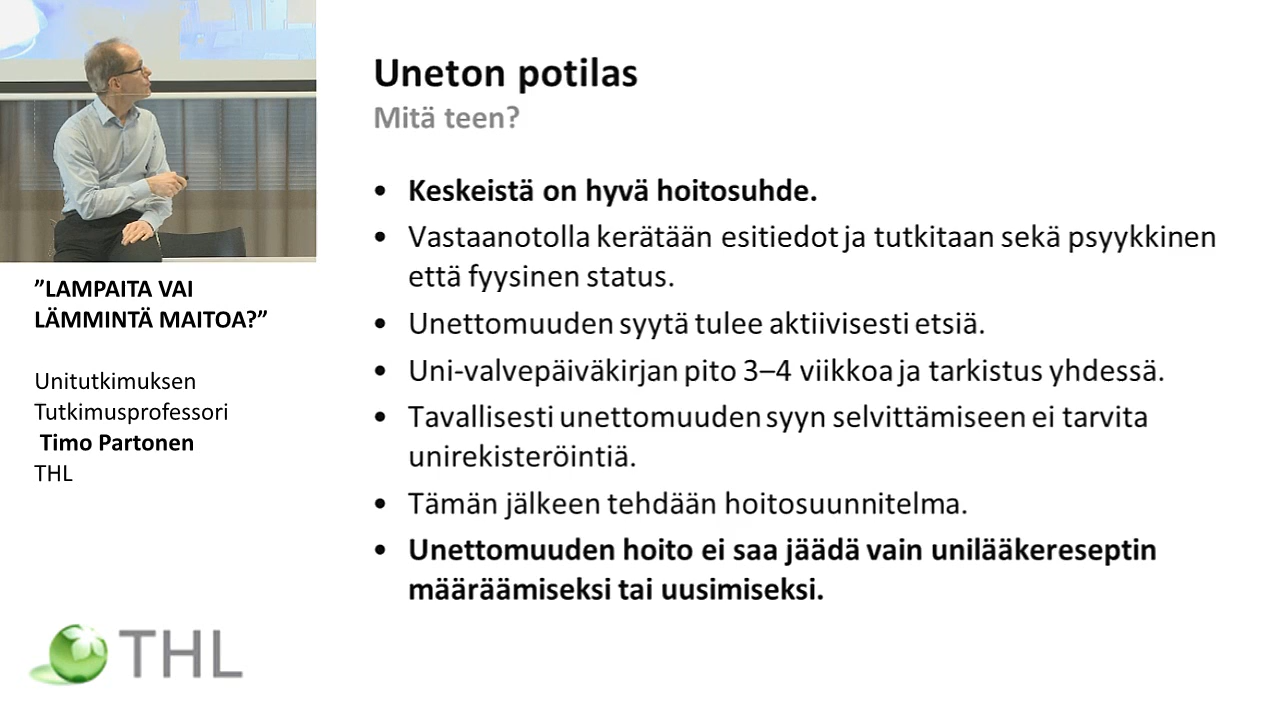 Uneton potilas
Mitä teen?
• Keskeistä on hyvä hoitosuhde.
• Vastaanotolla kerätään esitiedot ja tutkitaan sekä psyykkinen
että fyysinen status.
• Unettomuuden syytä tulee aktiivisesti etsiä.
• Uni-valvepäiväkirjan pito 3–4 viikkoa ja tarkistus yhdessä.
• Tavallisesti unettomuuden syyn selvittämiseen ei tarvita
unirekisteröintiä.
• Tämän jälkeen tehdään hoitosuunnitelma.
• Unettomuuden hoito ei saa jäädä vain unilääkereseptin
määräämiseksi tai uusimiseksi.
”LAMPAITA VAI
LÄMMINTÄ MAITOA?”
Unitutkimuksen
Tutkimusprofessori
Timo Partonen
THL
THL